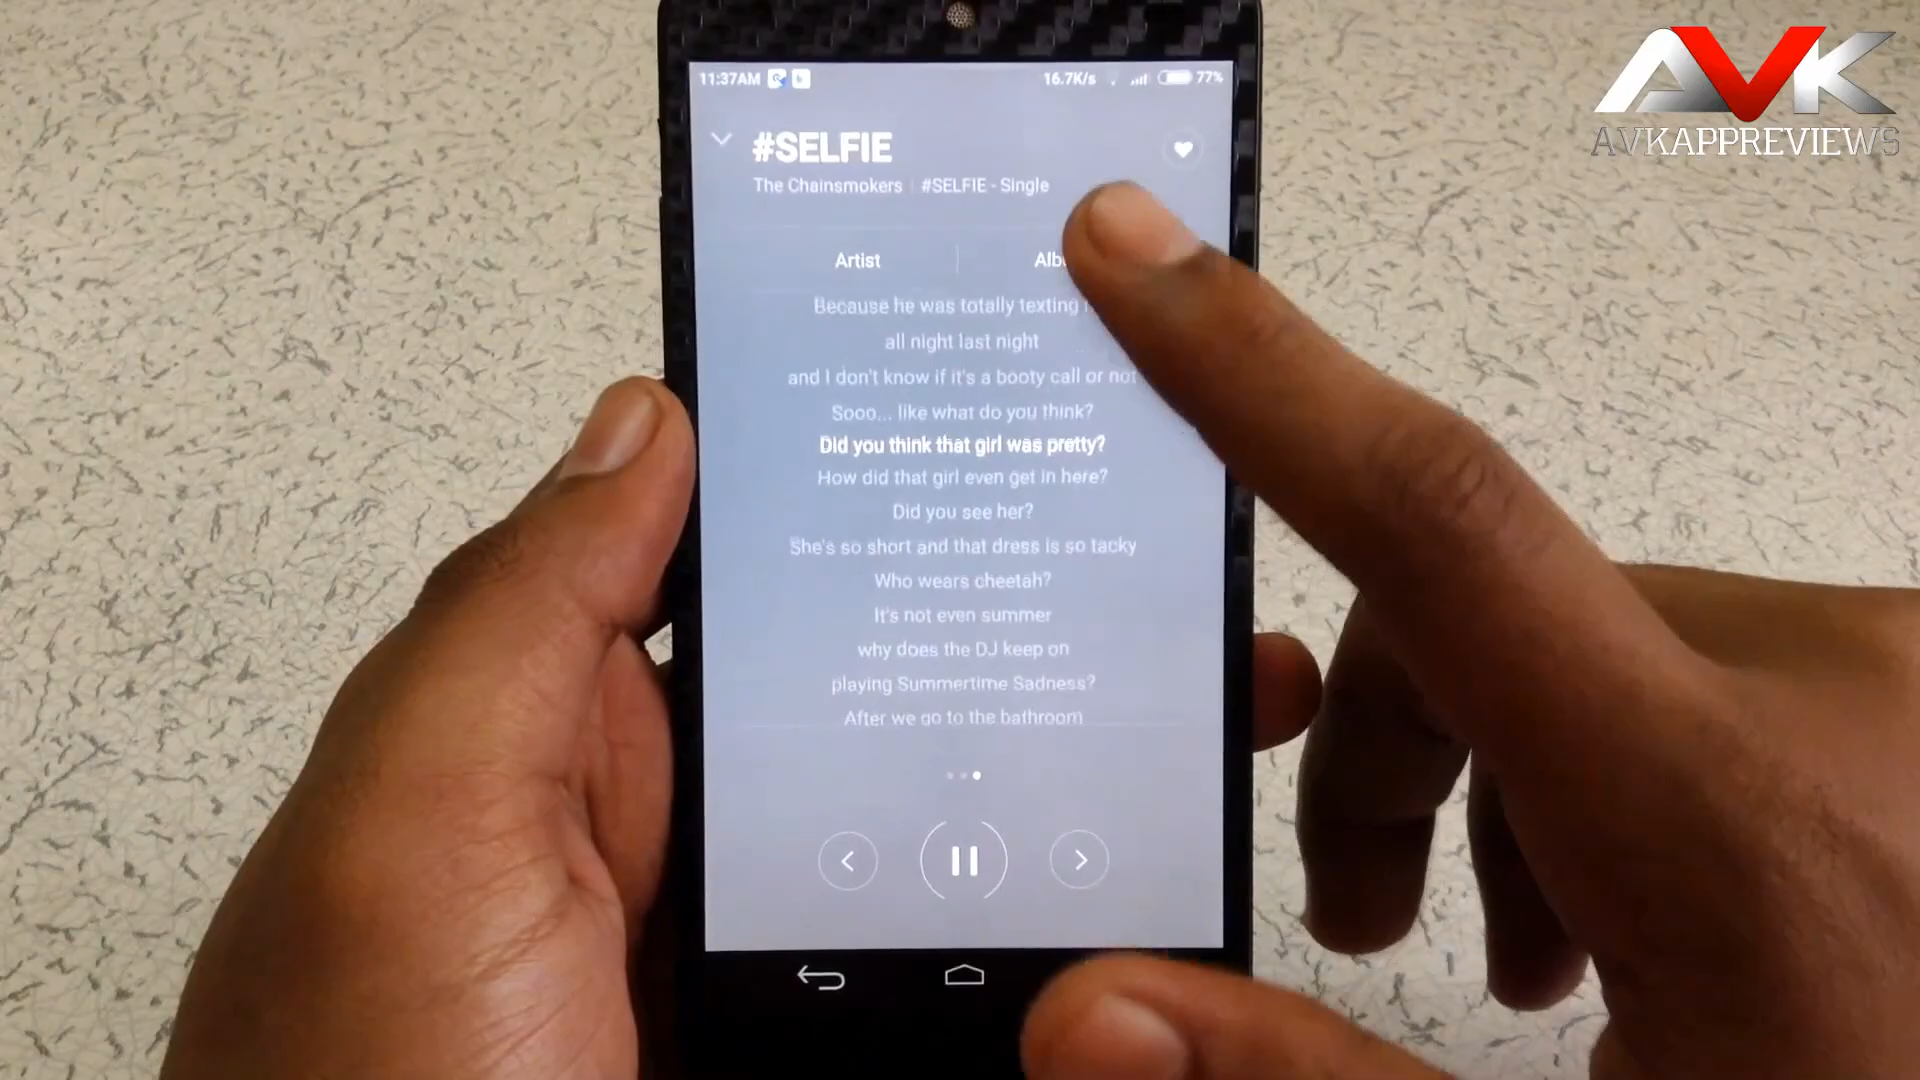 11:37AM
16.7K/s
77%
AVK
AVKAPPREVIEWS
#SELFIE
The Chainsmokers | #SELFIE - Single
Artist
Because he was totally texting
all night last night
and I don't know if it's a booty call or not
Sooo... like what do you think?
Did you think that girl was pretty?
How did that girl even get in here?
Did you see her?
She's so short and that dress is so tacky
Who wears cheetah?
It's not even summer
why does the DJ keep on
playing Summertime Sadness?
After we go to the bathroom